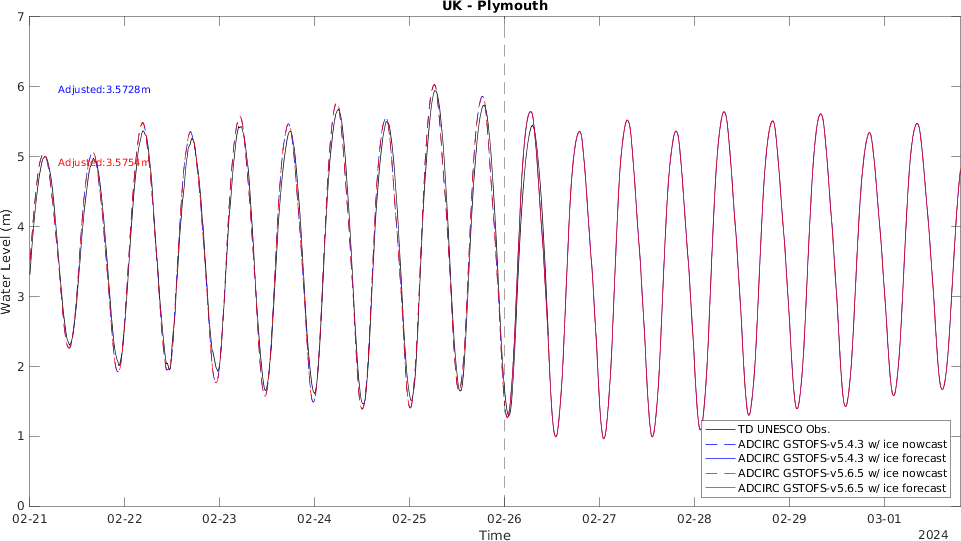 UK - Plymouth
7
6
5
4
3
2
1
0
Water Level (m)
Adjusted:3.5728m
Adjusted:3.5754m
TD UNESCO Obs.
ADCIRC GSTOFS-v5.4.3 w/ ice nowcast
ADCIRC GSTOFS-v5.4.3 w/ ice forecast
ADCIRC GSTOFS-v5.6.5 w/ ice nowcast
ADCIRC GSTOFS-v5.6.5 w/ ice forecast
02-21 02-22 02-23 02-24 02-25 02-26 02-27 02-28 02-29 03-01
Time
2024